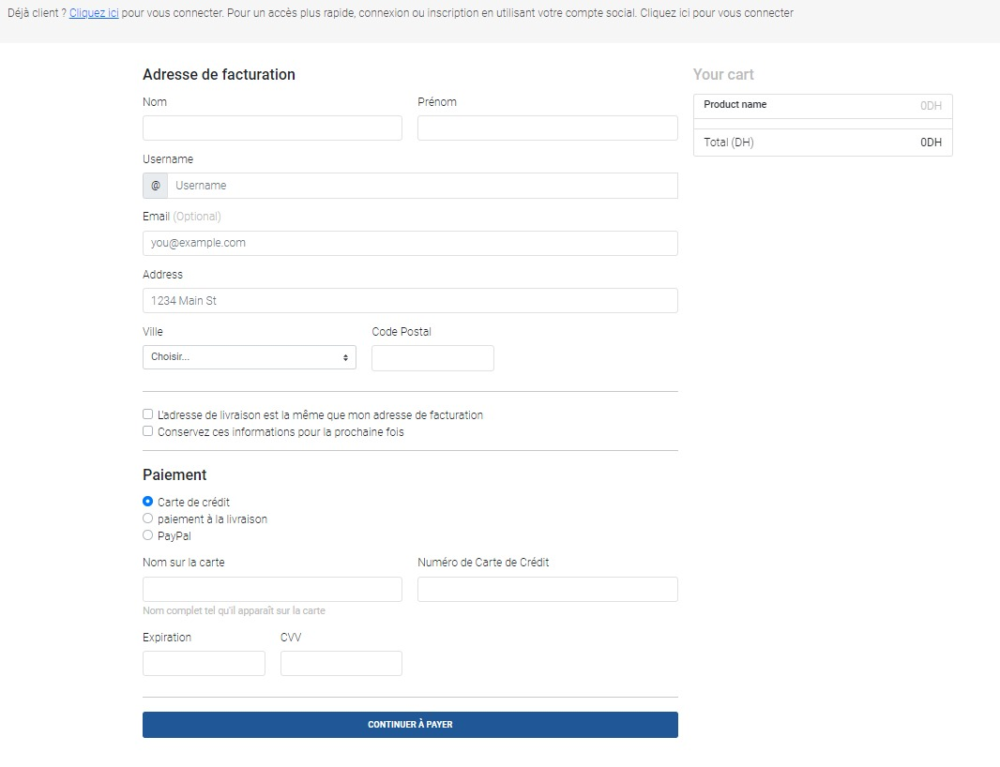 Déjà client ? Cliquez ici pour vous connecter. Pour un accès plus rapide, connexion ou inscription en utilisant votre compte social. Cliquez ici pour vous connecter
Adresse de facturation
Nom Prénom
Username
@ Username
Email (Optional)
you@example.com
Address
1234 Main St
Ville Code Postal
Choisir...
L'adresse de livraison est la même que mon adresse de facturation
Conservez ces informations pour la prochaine fois
Paiement
Carte de crédit
paiement à la livraison
PayPal
Nom sur la carte Numéro de Carte de Crédit
Nom complet tel qu'il apparaît sur la carte
Expiration CVV
CONTINUER À PAYER
Your cart
Product name 0DH
Total (DH) 0DH